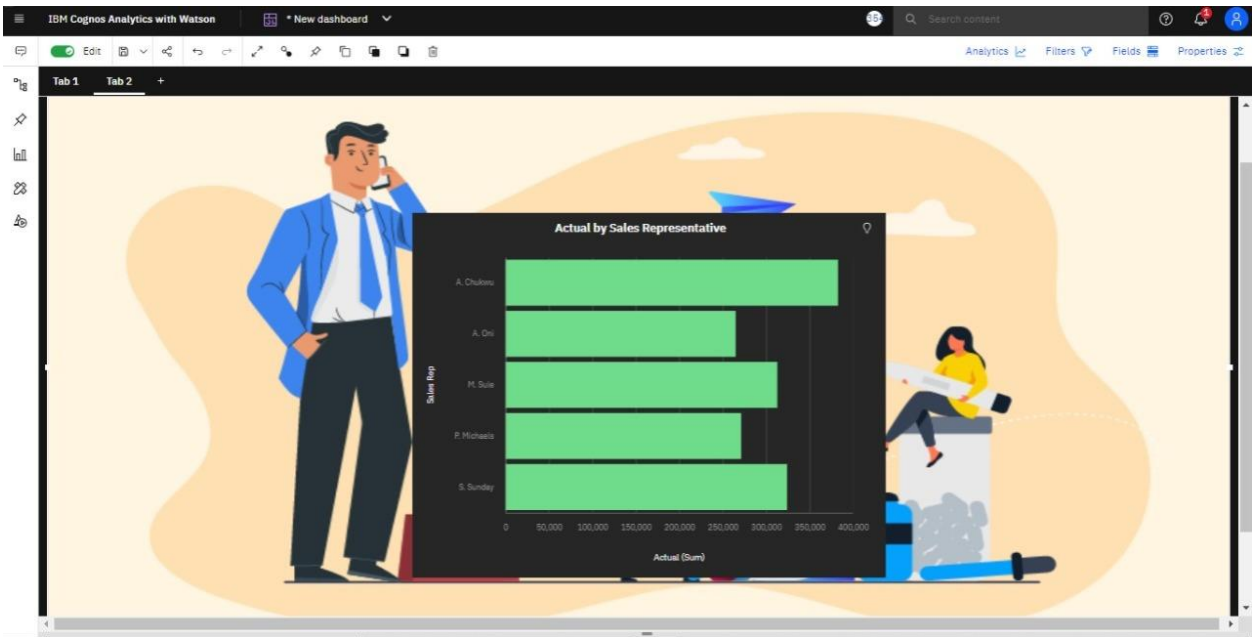 IBM Cognos Analytics with Watson
* New dashboard
Search content
1
Edit
Analytics
Filters
Fields
Properties
Tab 1
Tab 2
+
Actual by Sales Representative
Sales Rep
A. Chukwu
A. Oni
M. Sule
P. Michaels
S. Sunday
0 50,000 100,000 150,000 200,000 250,000 300,000 350,000 400,000
Actual (Sum)